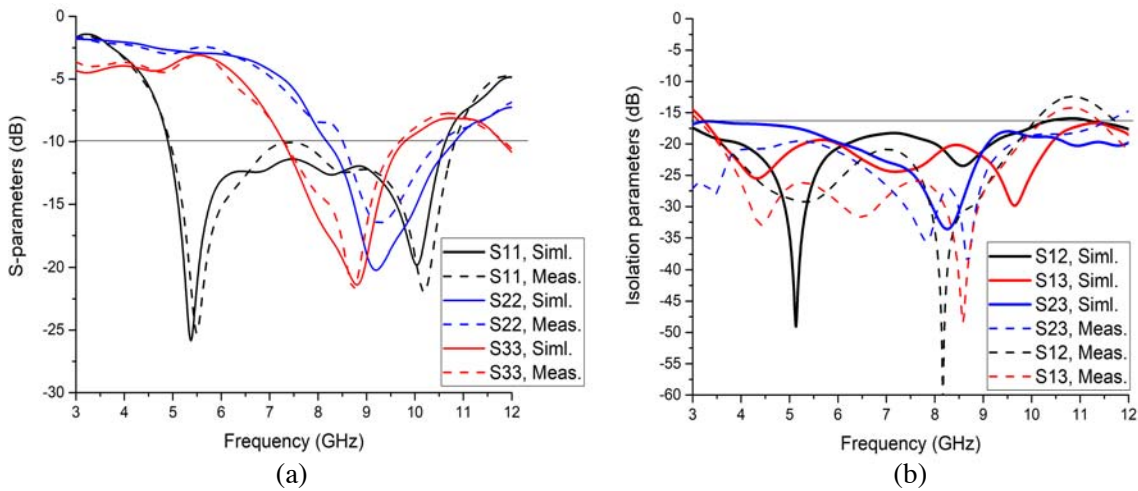 0
-5
-10
-15
-20
-25
-30
S-parameters (dB)
S11, Siml.
S11, Meas.
S22, Siml.
S22, Meas.
S33, Siml.
S33, Meas.
3 4 5 6 7 8 9 10 11 12
Frequency (GHz)
(a)
0
-5
-10
-15
-20
-25
-30
-35
-40
-45
-50
-55
-60
Isolation parameters (dB)
S12, Siml.
S13, Siml.
S23, Siml.
S23, Meas.
S12, Meas.
S13, Meas.
3 4 5 6 7 8 9 10 11 12
Frequency (GHz)
(b)